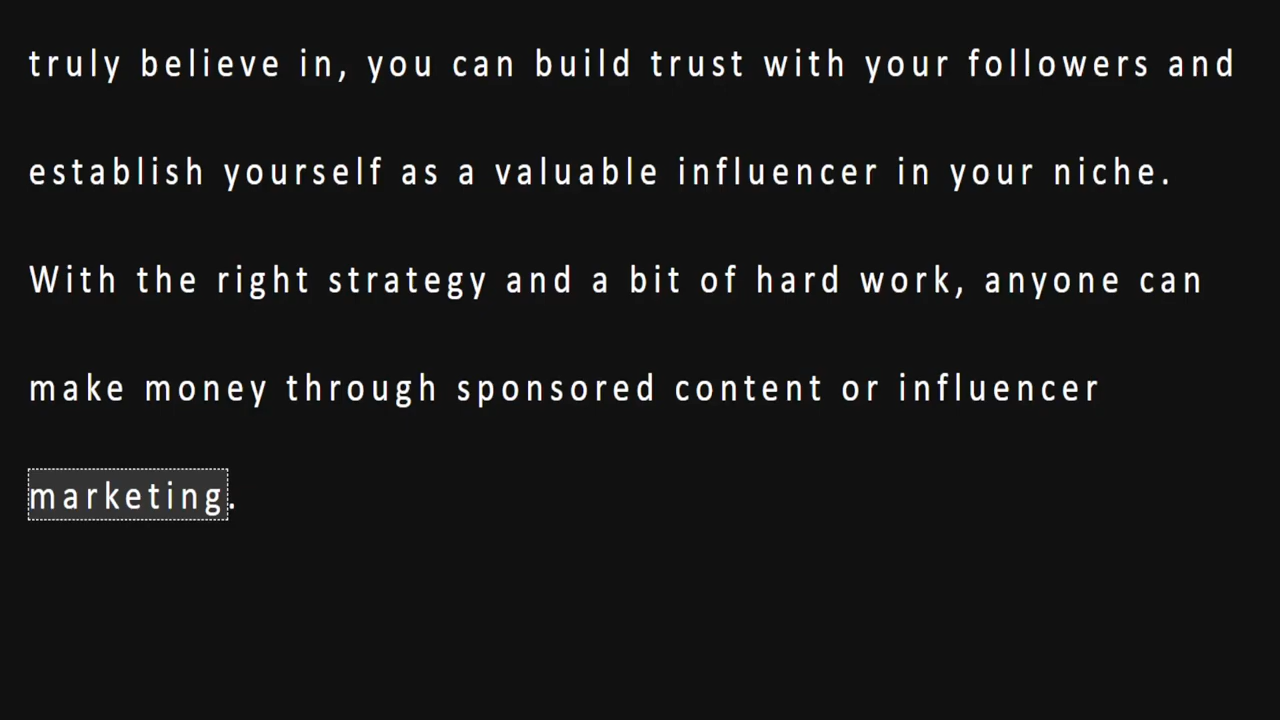 truly believe in, you can build trust with your followers and
establish yourself as a valuable influencer in your niche.
With the right strategy and a bit of hard work, anyone can
make money through sponsored content or influencer
marketing.